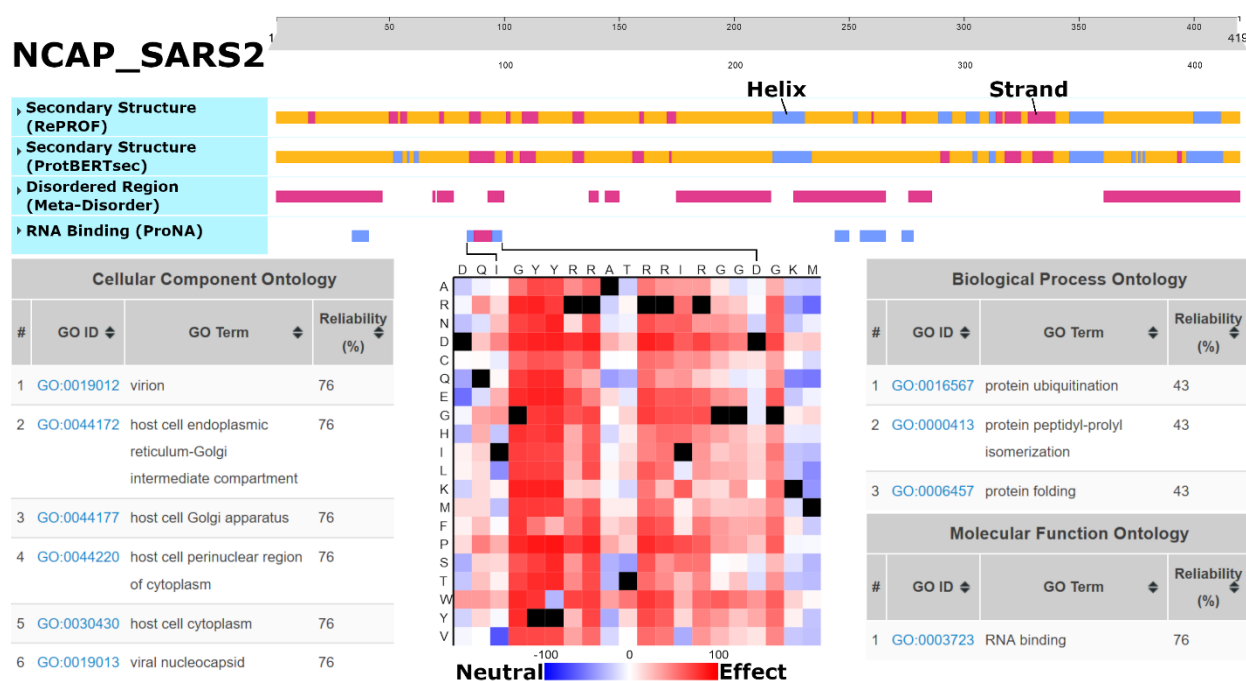 50 150 250 350 400 1
1 419
NCAP_SARS2
100 200 300 400
Helix Strand
Secondary Structure
(RePROF)
Secondary Structure
(ProtBERTsec)
Disordered Region
(Meta-Disorder)
RNA Binding (ProNA)
Cellular Component Ontology
# GO ID GO Term Reliability
(%)
1 GO:0019012 virion 76
2 GO:0044172 host cell endoplasmic 76
reticulum-Golgi
intermediate compartment
3 GO:0044177 host cell Golgi apparatus 76
4 GO:0044220 host cell perinuclear region 76
of cytoplasm
5 GO:0030430 host cell cytoplasm 76
6 GO:0019013 viral nucleocapsid 76
D Q I G Y Y R R A T R R I R G G D G K M
A
R
N
D
C
Q
E
G
H
I
L
K
M
F
P
S
T
W
Y
V
-100 0 100
Neutral Effect
Biological Process Ontology
# GO ID GO Term Reliability
(%)
1 GO:0016567 protein ubiquitination 43
2 GO:0000413 protein peptidyl-prolyl 43
isomerization
3 GO:0006457 protein folding 43
Molecular Function Ontology
# GO ID GO Term Reliability
(%)
1 GO:0003723 RNA binding 76